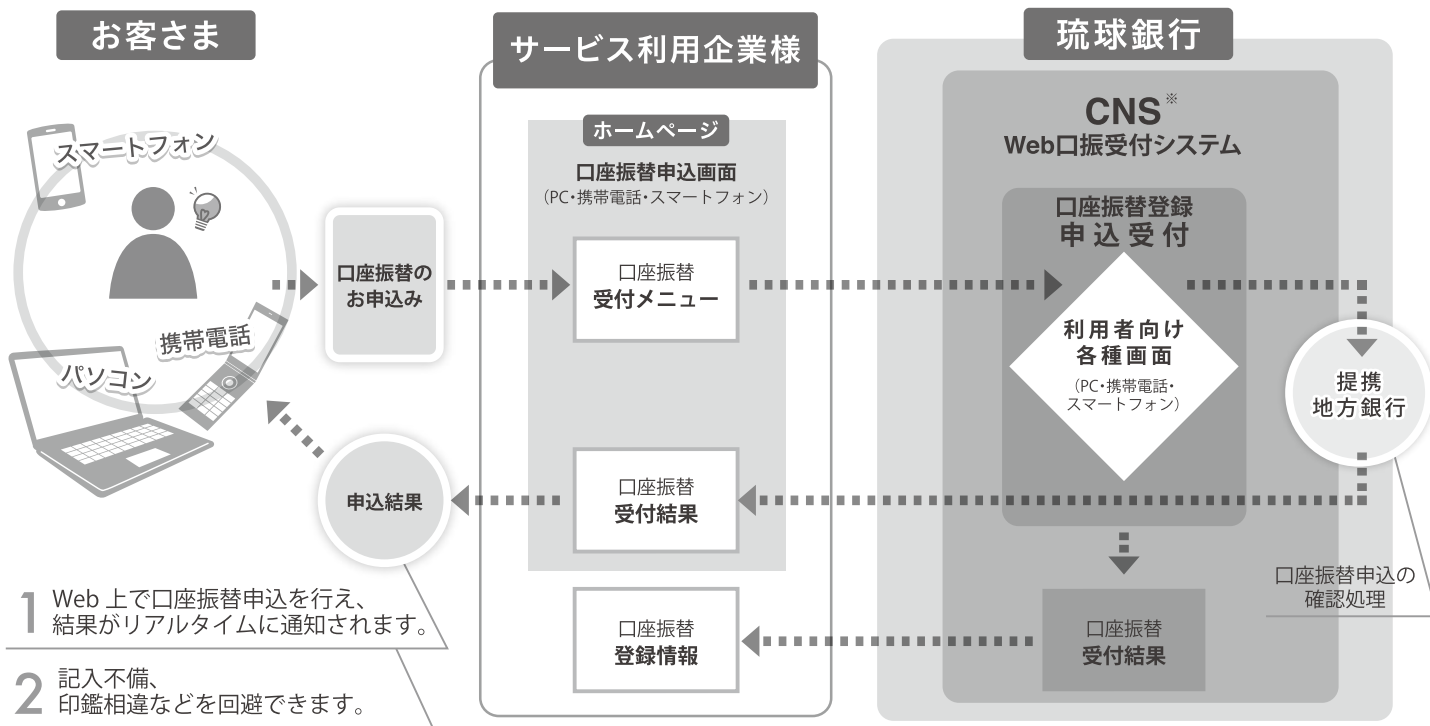 お客さま
スマートフォン
携帯電話
パソコン
口座振替の
お申込み
申込結果
1 Web 上で口座振替申込を行え、
結果がリアルタイムに通知されます。
2 記入不備、
印鑑相違などを回避できます。
サービス利用企業様
ホームページ
口座振替申込画面
（PC・携帯電話・スマートフォン）
口座振替
受付メニュー
口座振替
受付結果
口座振替
登録情報
琉球銀行
CNS※
Web口振受付システム
口座振替登録
申込受付
利用者向け
各種画面
（PC・携帯電話・
スマートフォン）
提携
地方銀行
口座振替申込の
確認処理
口座振替
受付結果